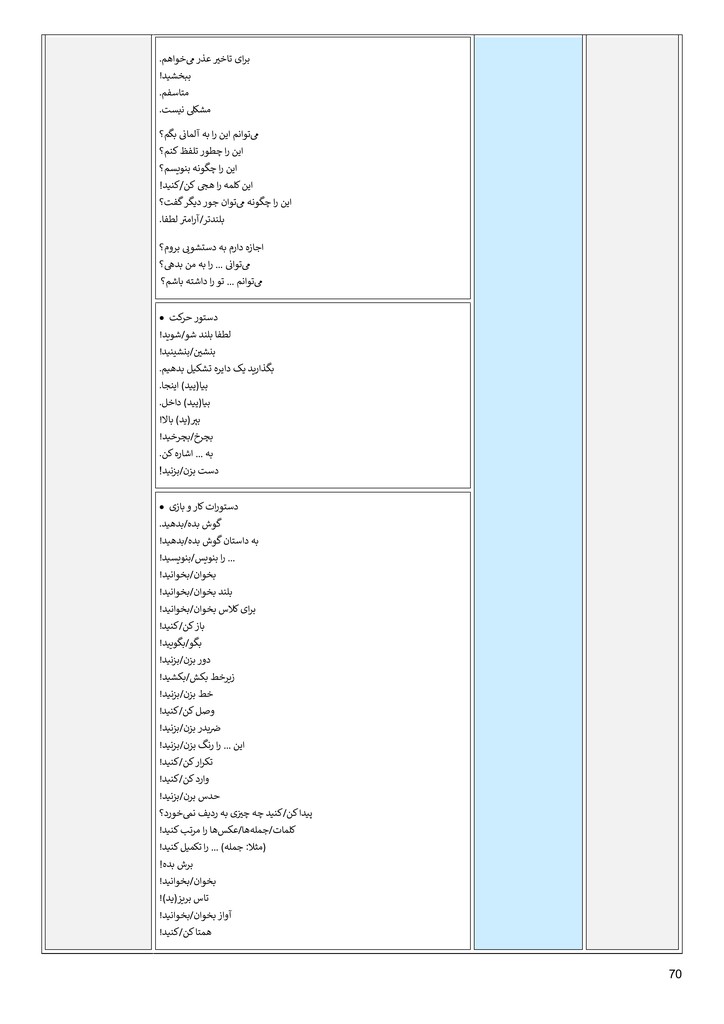 برای تاخیر عذر می‌خواهم.
ببخشید!
متاسفم.
مشکلی نیست.
می‌توانم این را به آلمانی بگم؟
این را چطور تلفظ کنم؟
این را چگونه بنویسم؟
این کلمه را هجی کن/کنید!
این را چگونه می‌توان جور دیگر گفت؟
بلندتر/آرامتر لطفا.
اجازه دارم به دستشویی بروم؟
می‌توانی ... را به من بدهی؟
می‌توانم ... تو را داشته باشم؟
● دستور حرکت
لطفا بلند شو/شوید!
بنشین/بنشینید!
بگذارید یک دایره تشکیل بدهیم.
بیا(یید) اینجا.
بیا(یید) داخل.
بپر(ید) بالا!
بچرخ/بچرخید!
به ... اشاره کن.
دست بزن/بزنید!
● دستورات کار و بازی
گوش بده/بدهید.
به داستان گوش بده/بدهید!
... را بنویس/بنویسید!
بخوان/بخوانید!
بلند بخوان/بخوانید!
برای کلاس بخوان/بخوانید!
باز کن/کنید!
بگو/بگویید!
دور بزن/بزنید!
زیرخط بکش/بکشید!
خط بزن/بزنید!
وصل کن/کنید!
ضربدر بزن/بزنید!
این ... را رنگ بزن/بزنید!
تکرار کن/کنید!
وارد کن/کنید!
حدس برن/بزنید!
پیدا کن/کنید چه چیزی به ردیف نمی‌خورد؟
کلمات/جمله‌ها/عکس‌ها را مرتب کنید!
(مثلا: جمله) ... را تکمیل کنید!
برش بده!
بخوان/بخوانید!
تاس بریز(ید)!
آواز بخوان/بخوانید!
همتا کن/کنید!
70